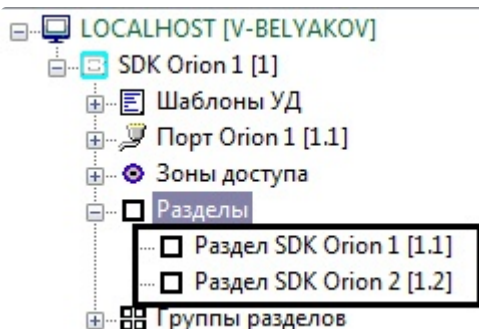 LOCALHOST [V-BELYAKOV]
SDK Orion 1 [1]
Шаблоны УД
Порт Orion 1 [1.1]
Зоны доступа
Разделы
Раздел SDK Orion 1 [1.1]
Раздел SDK Orion 2 [1.2]
Группы разделов